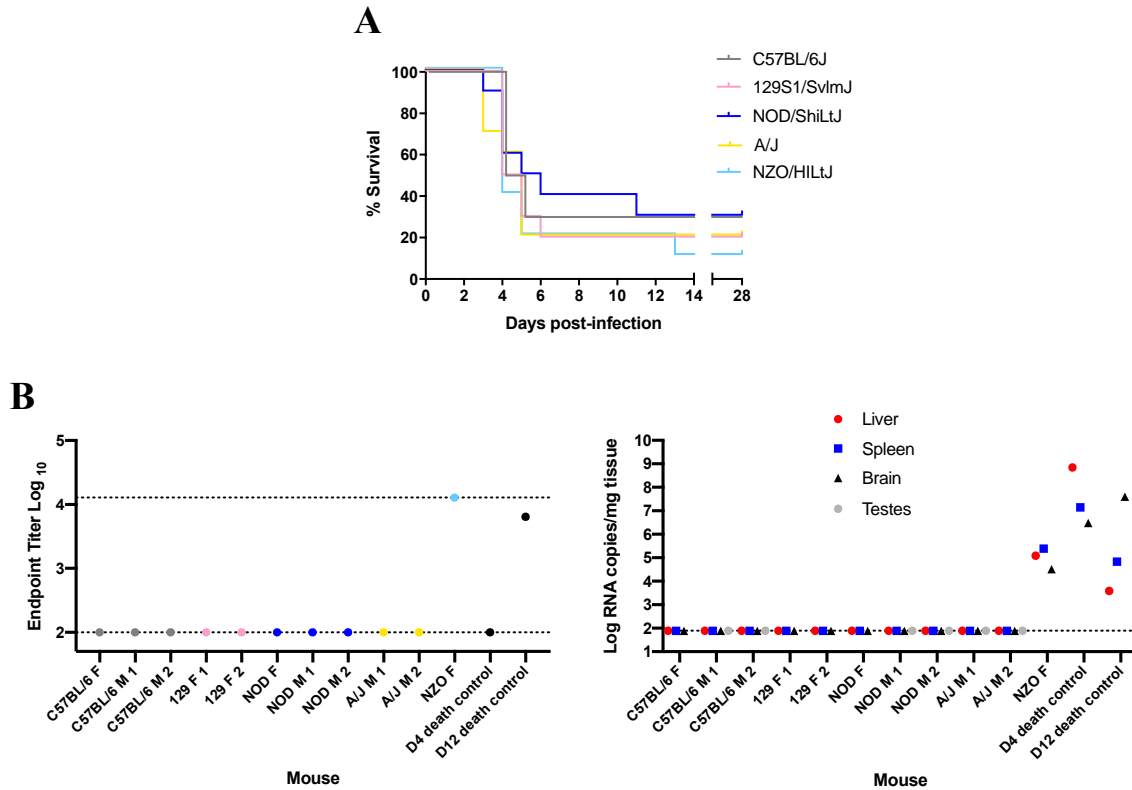 A
% Survival
100
80
60
40
20
0
0 2 4 6 8 10 12 14 28
Days post-infection
C57BL/6J
129S1/SvlmJ
NOD/ShiLtJ
A/J
NZO/HILtJ
B
Endpoint Titer Log 10
5
4
3
2
C57BL/6 F
C57BL/6 M 1
C57BL/6 M 2
129 F 1
129 F 2
NOD F
NOD M 1
NOD M 2
A/J M 1
A/J M 2
NZO F
D4 death control
D12 death control
Mouse
Liver
Spleen
Brain
Testes
Log RNA copies/mg tissue
10
9
8
7
6
5
4
3
2
1
C57BL/6 F
C57BL/6 M 1
C57BL/6 M 2
129 F 1
129 F 2
NOD F
NOD M 1
NOD M 2
A/J M 1
A/J M 2
NZO F
D4 death control
D12 death control
Mouse